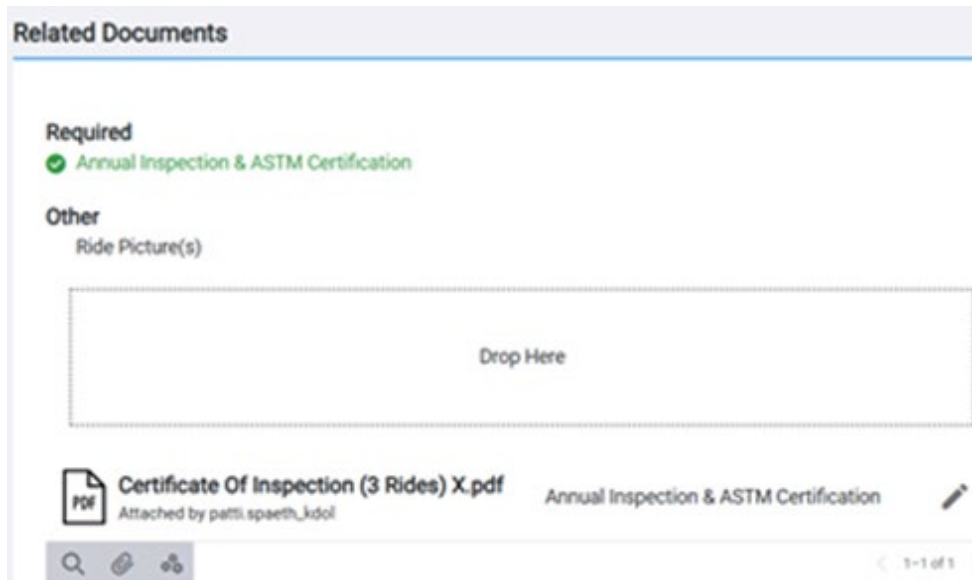 Related Documents
Required
Annual Inspection & ASTM Certification
Other
Ride Picture(s)
Drop Here
PDF
Certificate Of Inspection (3 Rides) X.pdf
Annual Inspection & ASTM Certification
Attached by patti.spaeth_kdol
1-1 of 1